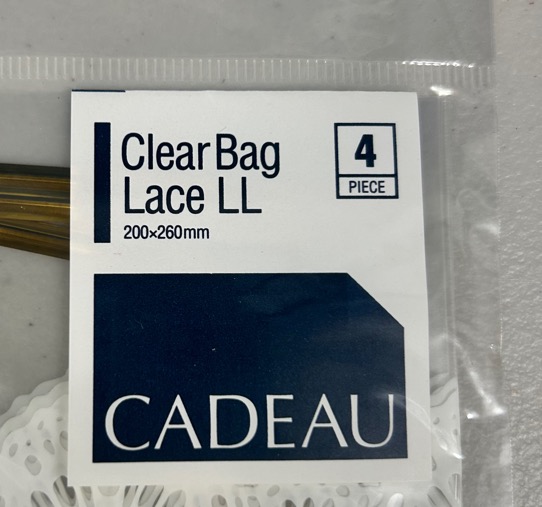 Clear Bag
Lace LL
200×260mm
4
PIECE
CADEAU